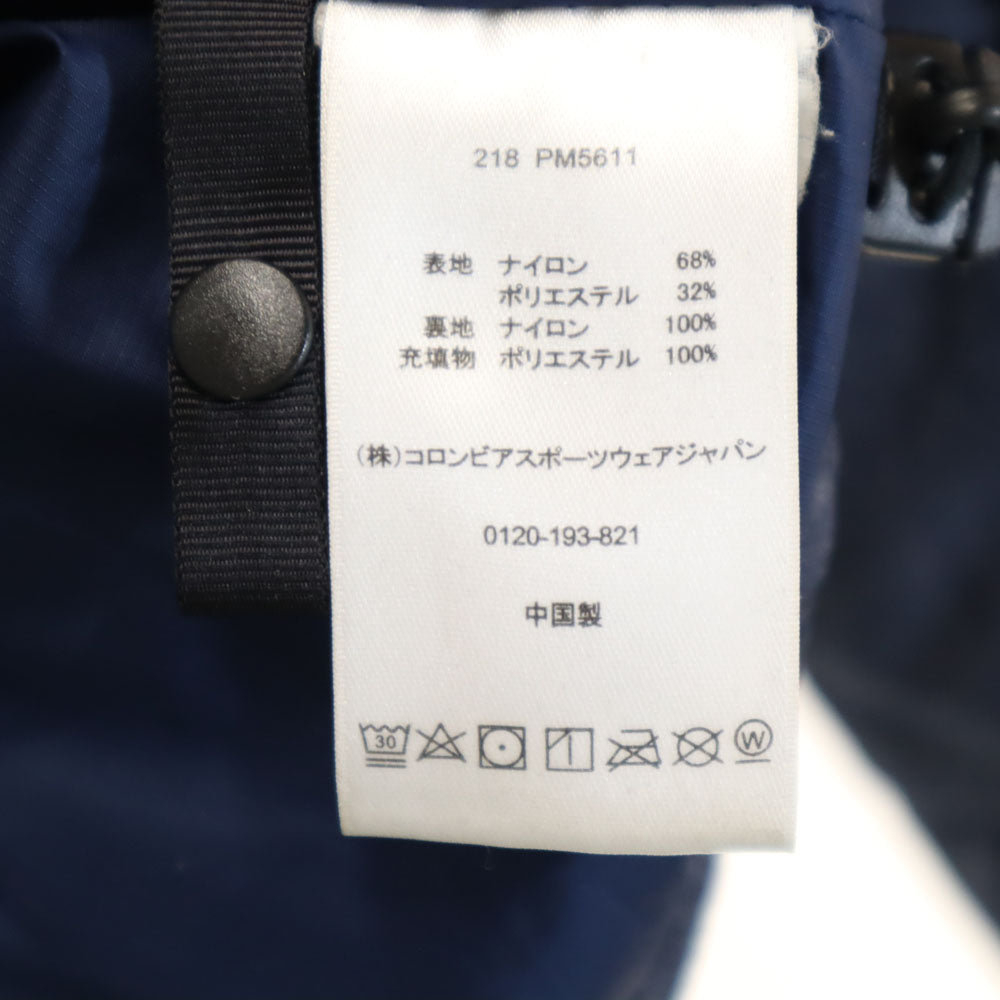 218 PM5611
表地 ナイロン 68%
ポリエステル 32%
裏地 ナイロン 100%
充填物 ポリエステル 100%
(株)コロンビアスポーツウェアジャパン
0120-193-821
中国製
30 W